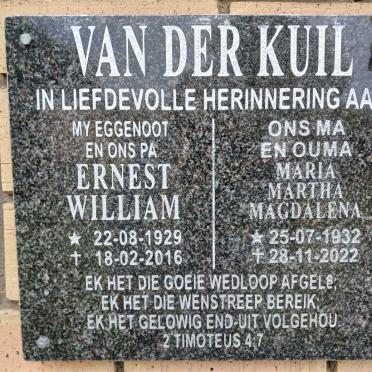 VAN DER KUIL
IN LIEFDEVOLLE HERINNERING AA
MY EGGENOOT
EN ONS PA
ERNEST
WILLIAM
★ 22-08-1929
✝ 18-02-2016
ONS MA
EN OUMA
MARIA
MARTHA
MAGDALENA
★ 25-07-1932
✝ 28-11-2022
EK HET DIE GOEIE WEDLOOP AFGELê;
EK HET DIE WENSTREEP BEREIK;
EK HET GELOWIG END-UIT VOLGEHOU.
2 TIMOTEUS 4:7